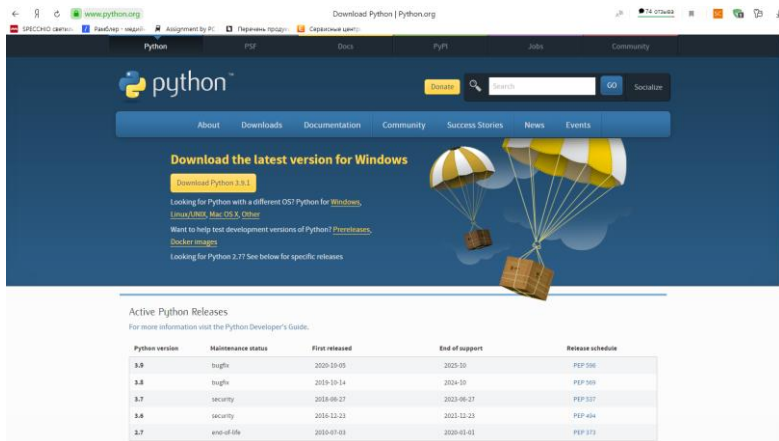 www.python.org
Download Python | Python.org
74 отзыва
Assignment by PC
Python PSF Docs PyPI Jobs Community
python
Donate
Search
GO
Socialize
About Downloads Documentation Community Success Stories News Events
Download the latest version for Windows
Download Python 3.9.1
Looking for Python with a different OS? Python for Windows,
Linux/UNIX, Mac OS X, Other
Want to help test development versions of Python? Prereleases,
Docker images
Looking for Python 2.7? See below for specific releases
Active Python Releases
For more information visit the Python Developer's Guide.
Python version Maintenance status First released End of support Release schedule
3.9 bugfix 2020-10-05 2025-10 PEP 596
3.8 bugfix 2019-10-14 2024-10 PEP 569
3.7 security 2018-06-27 2023-06-27 PEP 537
3.6 security 2016-12-23 2021-12-23 PEP 494
2.7 end-of-life 2010-07-03 2020-01-01 PEP 373